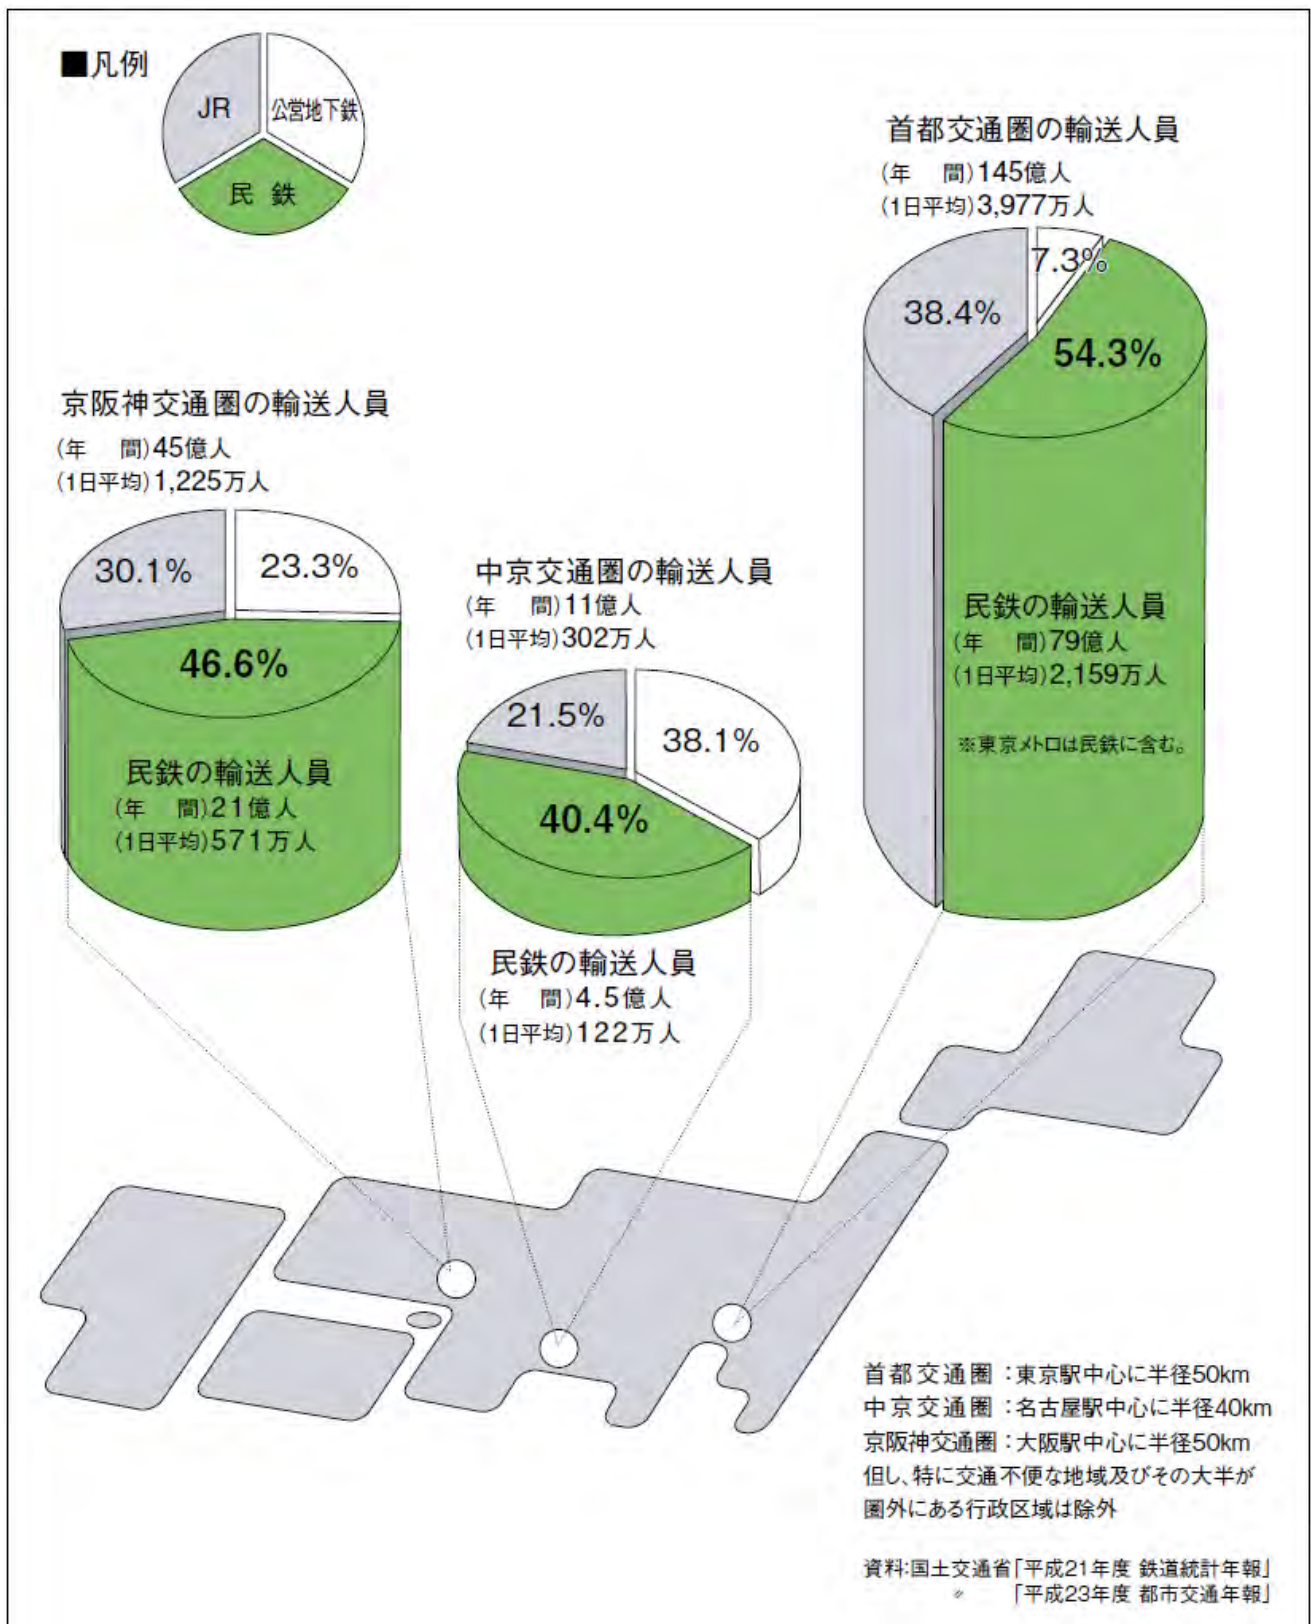 ■凡例
JR
公営地下鉄
民鉄
首都交通圏の輸送人員
(年 間)145億人
(1日平均)3,977万人
38.4%
7.3%
54.3%
民鉄の輸送人員
(年 間)79億人
(1日平均)2,159万人
※東京メトロは民鉄に含む。
京阪神交通圏の輸送人員
(年 間)45億人
(1日平均)1,225万人
30.1%
23.3%
46.6%
民鉄の輸送人員
(年 間)21億人
(1日平均)571万人
中京交通圏の輸送人員
(年 間)11億人
(1日平均)302万人
21.5%
38.1%
40.4%
民鉄の輸送人員
(年 間)4.5億人
(1日平均)122万人
首都交通圏:東京駅中心に半径50km
中京交通圏:名古屋駅中心に半径40km
京阪神交通圏:大阪駅中心に半径50km
但し、特に交通不便な地域及びその大半が
圏外にある行政区域は除外
資料:国土交通省「平成21年度 鉄道統計年報」
〃 「平成23年度 都市交通年報」